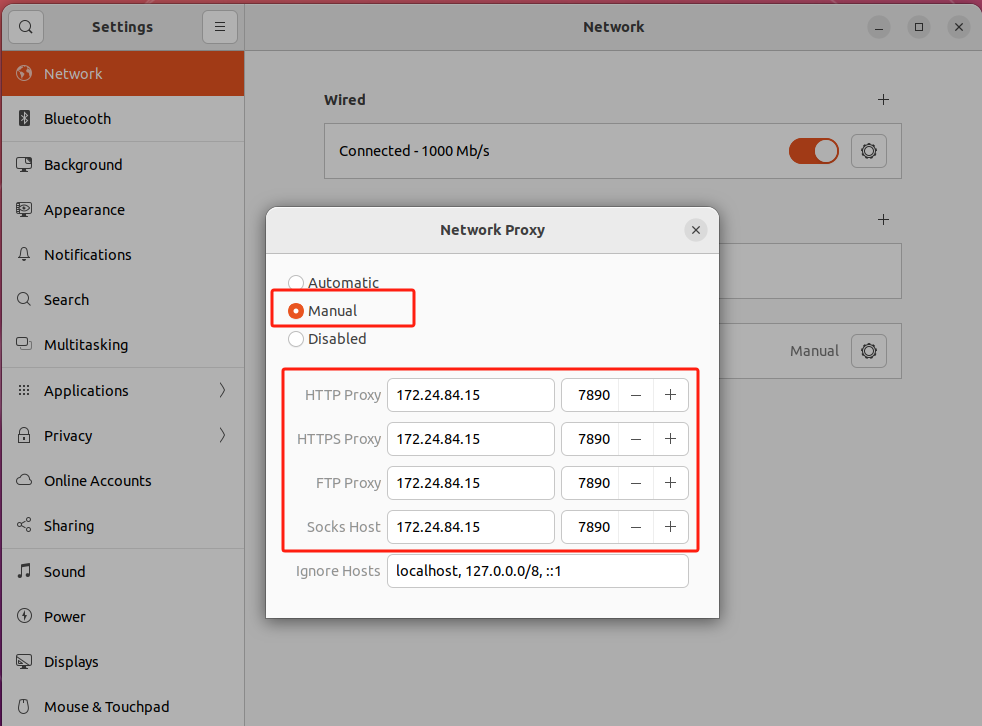 Settings
Network
Network
Bluetooth
Background
Appearance
Notifications
Search
Multitasking
Applications
Privacy
Online Accounts
Sharing
Sound
Power
Displays
Mouse & Touchpad
Wired
Connected - 1000 Mb/s
Manual
Network Proxy
Automatic
Manual
Disabled
HTTP Proxy 172.24.84.15 7890
HTTPS Proxy 172.24.84.15 7890
FTP Proxy 172.24.84.15 7890
Socks Host 172.24.84.15 7890
Ignore Hosts localhost, 127.0.0.0/8, ::1